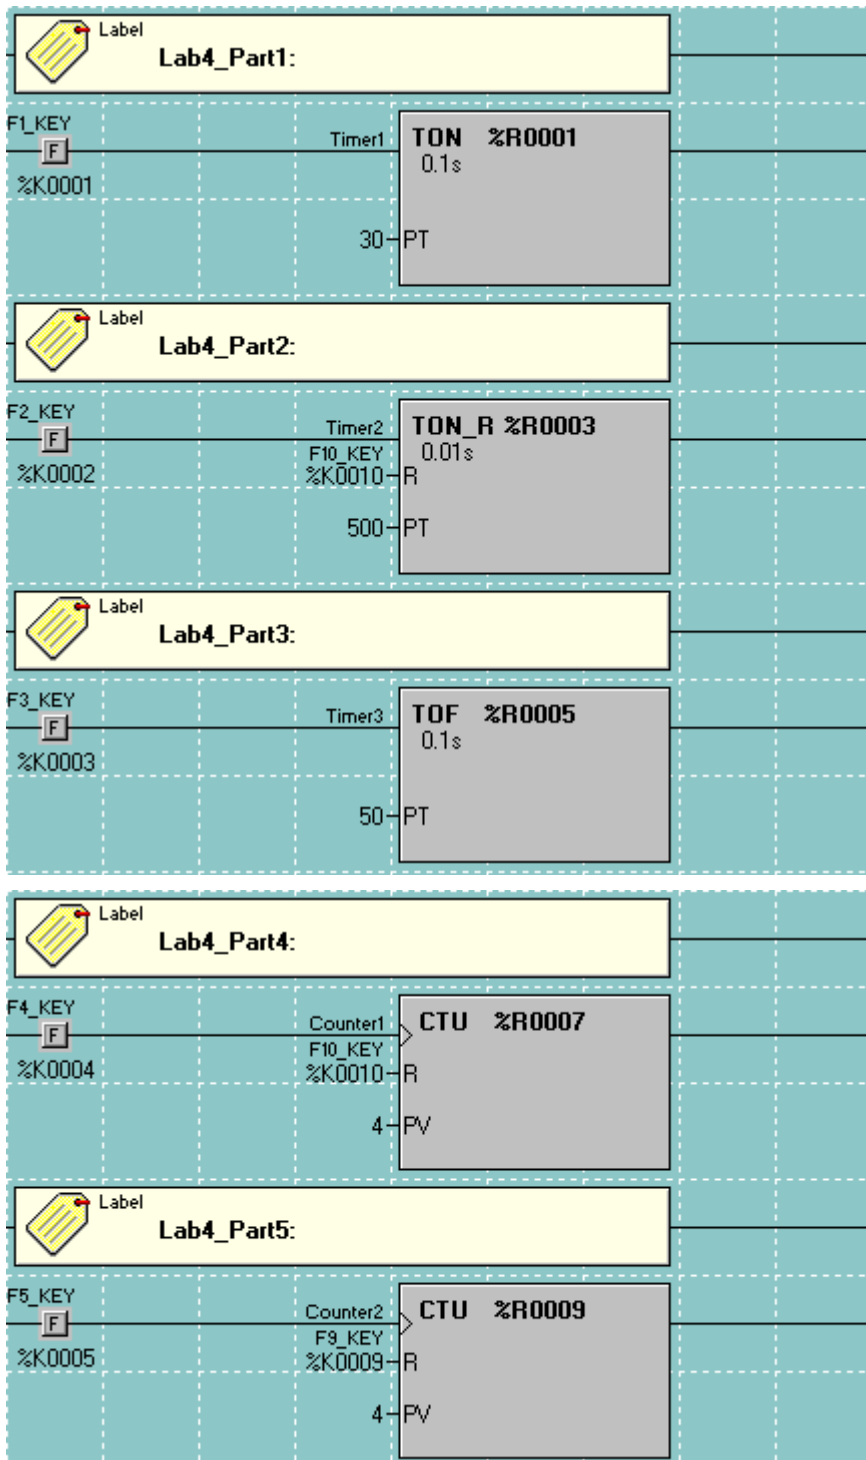 Label
Lab4_Part1:
F1_KEY
F
%K0001
Timer1
TON %R0001
0.1s
30 PT
Label
Lab4_Part2:
F2_KEY
F
%K0002
Timer2
TON_R %R0003
0.01s
F10_KEY
%K0010 R
500 PT
Label
Lab4_Part3:
F3_KEY
F
%K0003
Timer3
TOF %R0005
0.1s
50 PT
Label
Lab4_Part4:
F4_KEY
F
%K0004
Counter1
CTU %R0007
F10_KEY
%K0010 R
4 PV
Label
Lab4_Part5:
F5_KEY
F
%K0005
Counter2
CTU %R0009
F9_KEY
%K0009 R
4 PV